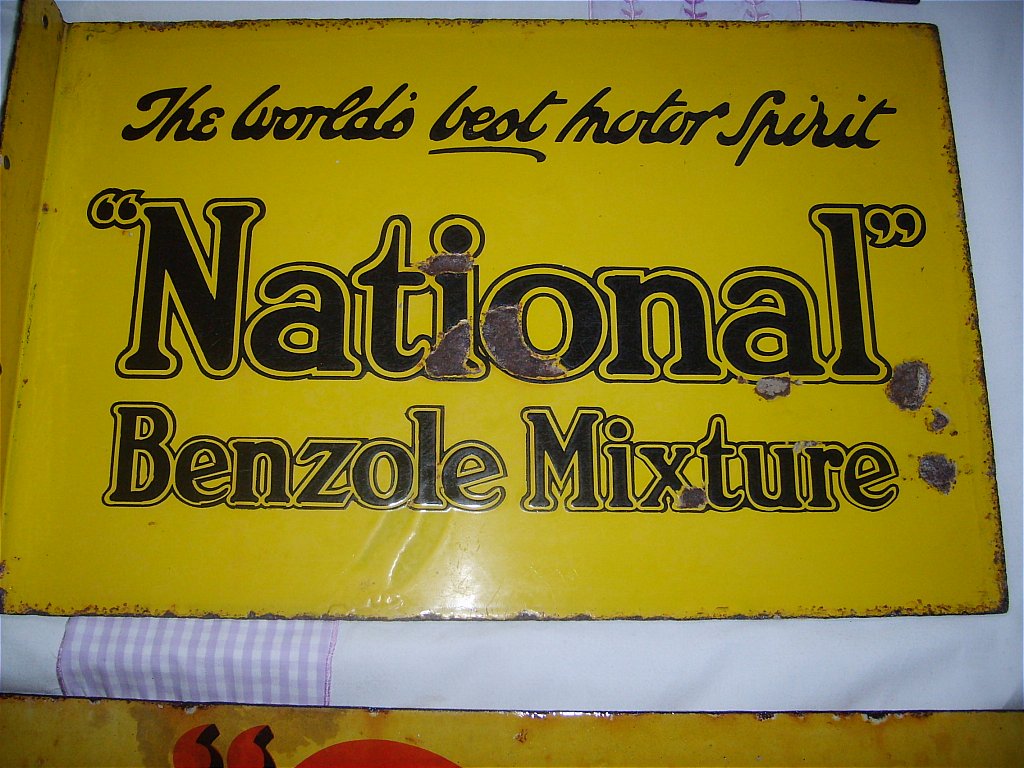 The World's best motor Spirit
“National”
Benzole Mixture
“